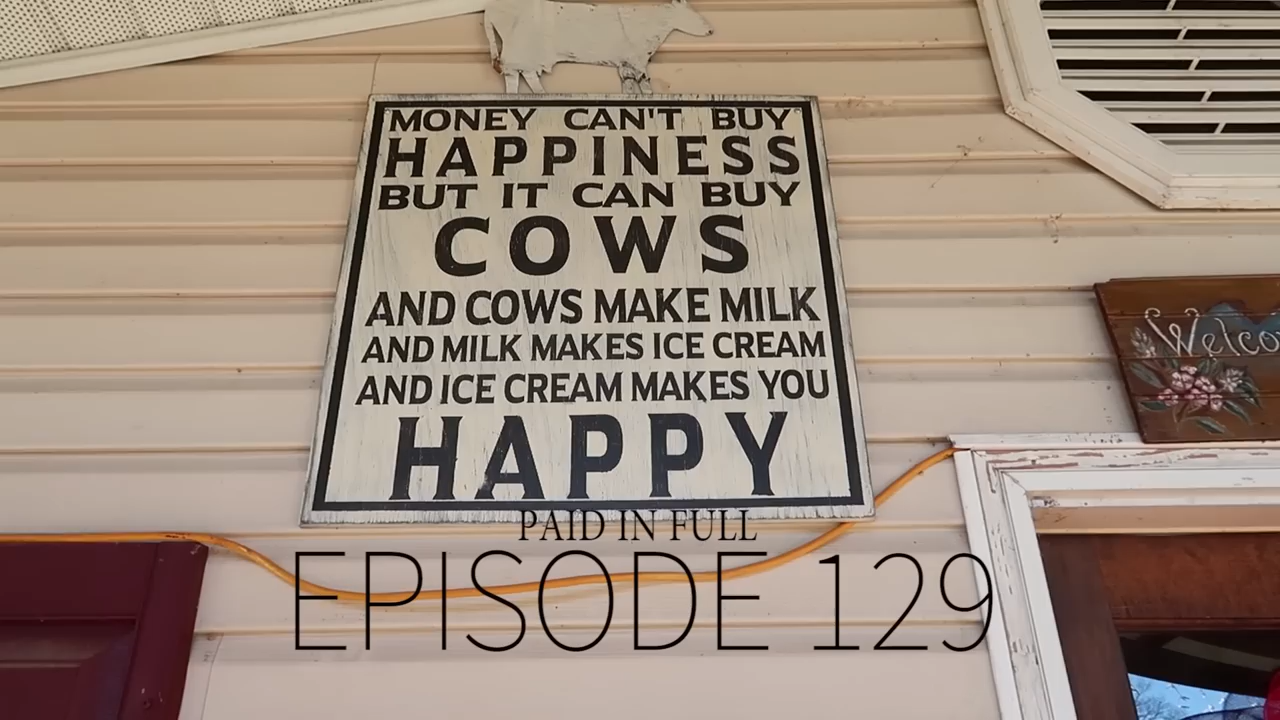 MONEY CAN'T BUY
HAPPINESS
BUT IT CAN BUY
COWS
AND COWS MAKE MILK
AND MILK MAKES ICE CREAM
AND ICE CREAM MAKES YOU
HAPPY
Welco
PAID IN FULL
EPISODE 129